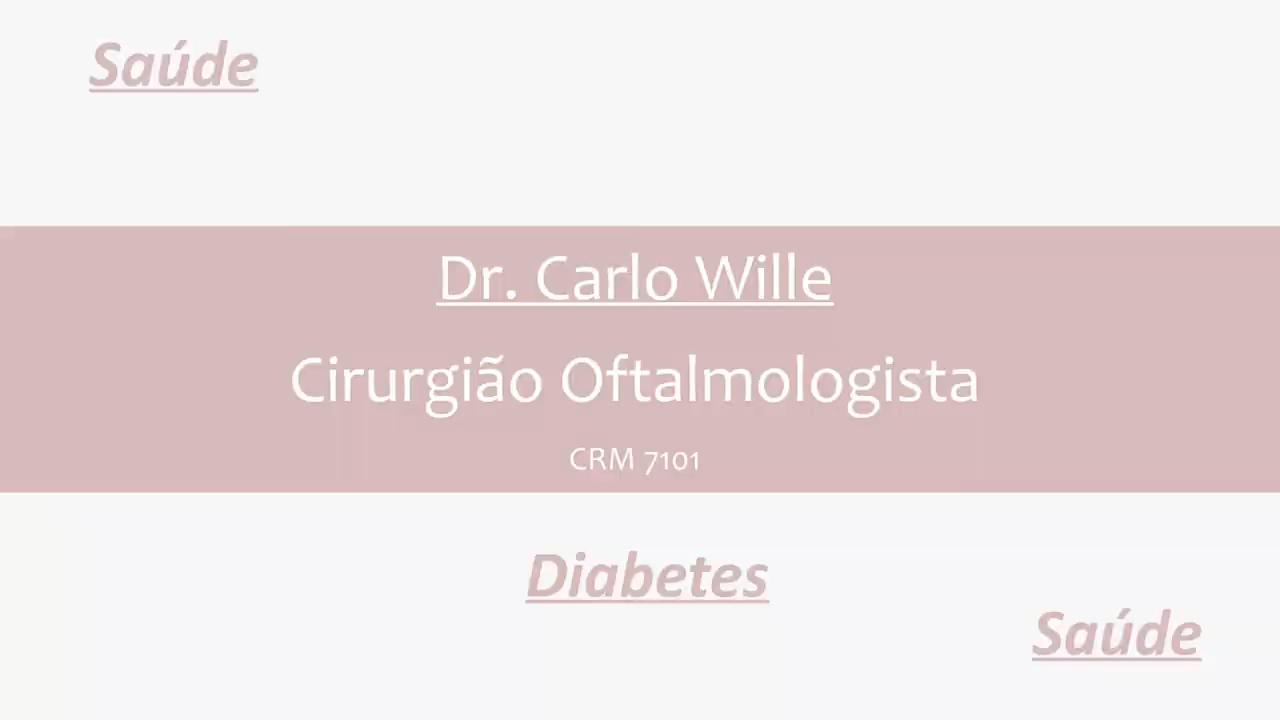 Saúde
Dr. Carlo Wille
Cirurgião Oftalmologista
CRM 7101
Diabetes
Saúde